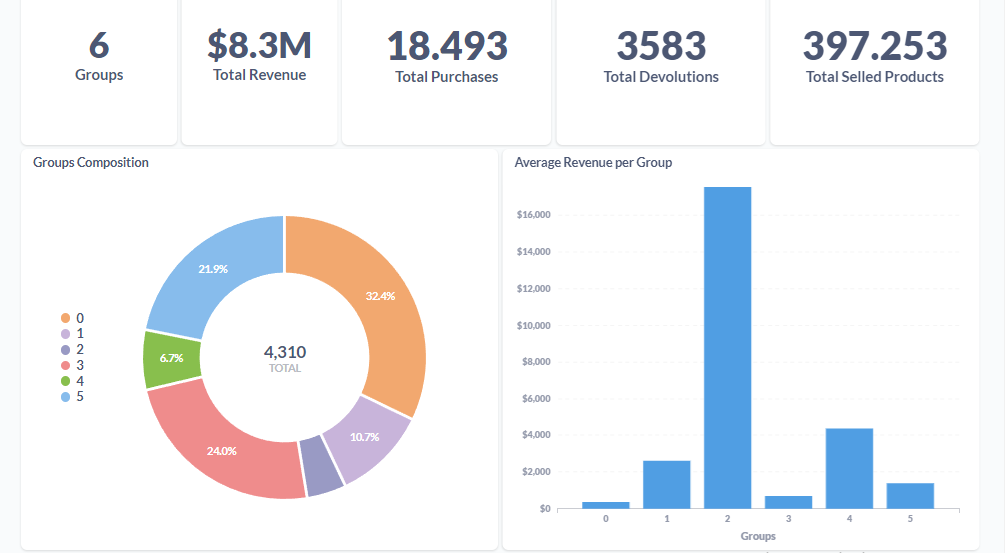 6
Groups
$8.3M
Total Revenue
18.493
Total Purchases
3583
Total Devolutions
397.253
Total Selled Products
Groups Composition
0
1
2
3
4
5
21.9%
32.4%
6.7%
4,310
TOTAL
10.7%
24.0%
Average Revenue per Group
$16,000
$14,000
$12,000
$10,000
$8,000
$6,000
$4,000
$2,000
$0
0 1 2 3 4 5
Groups